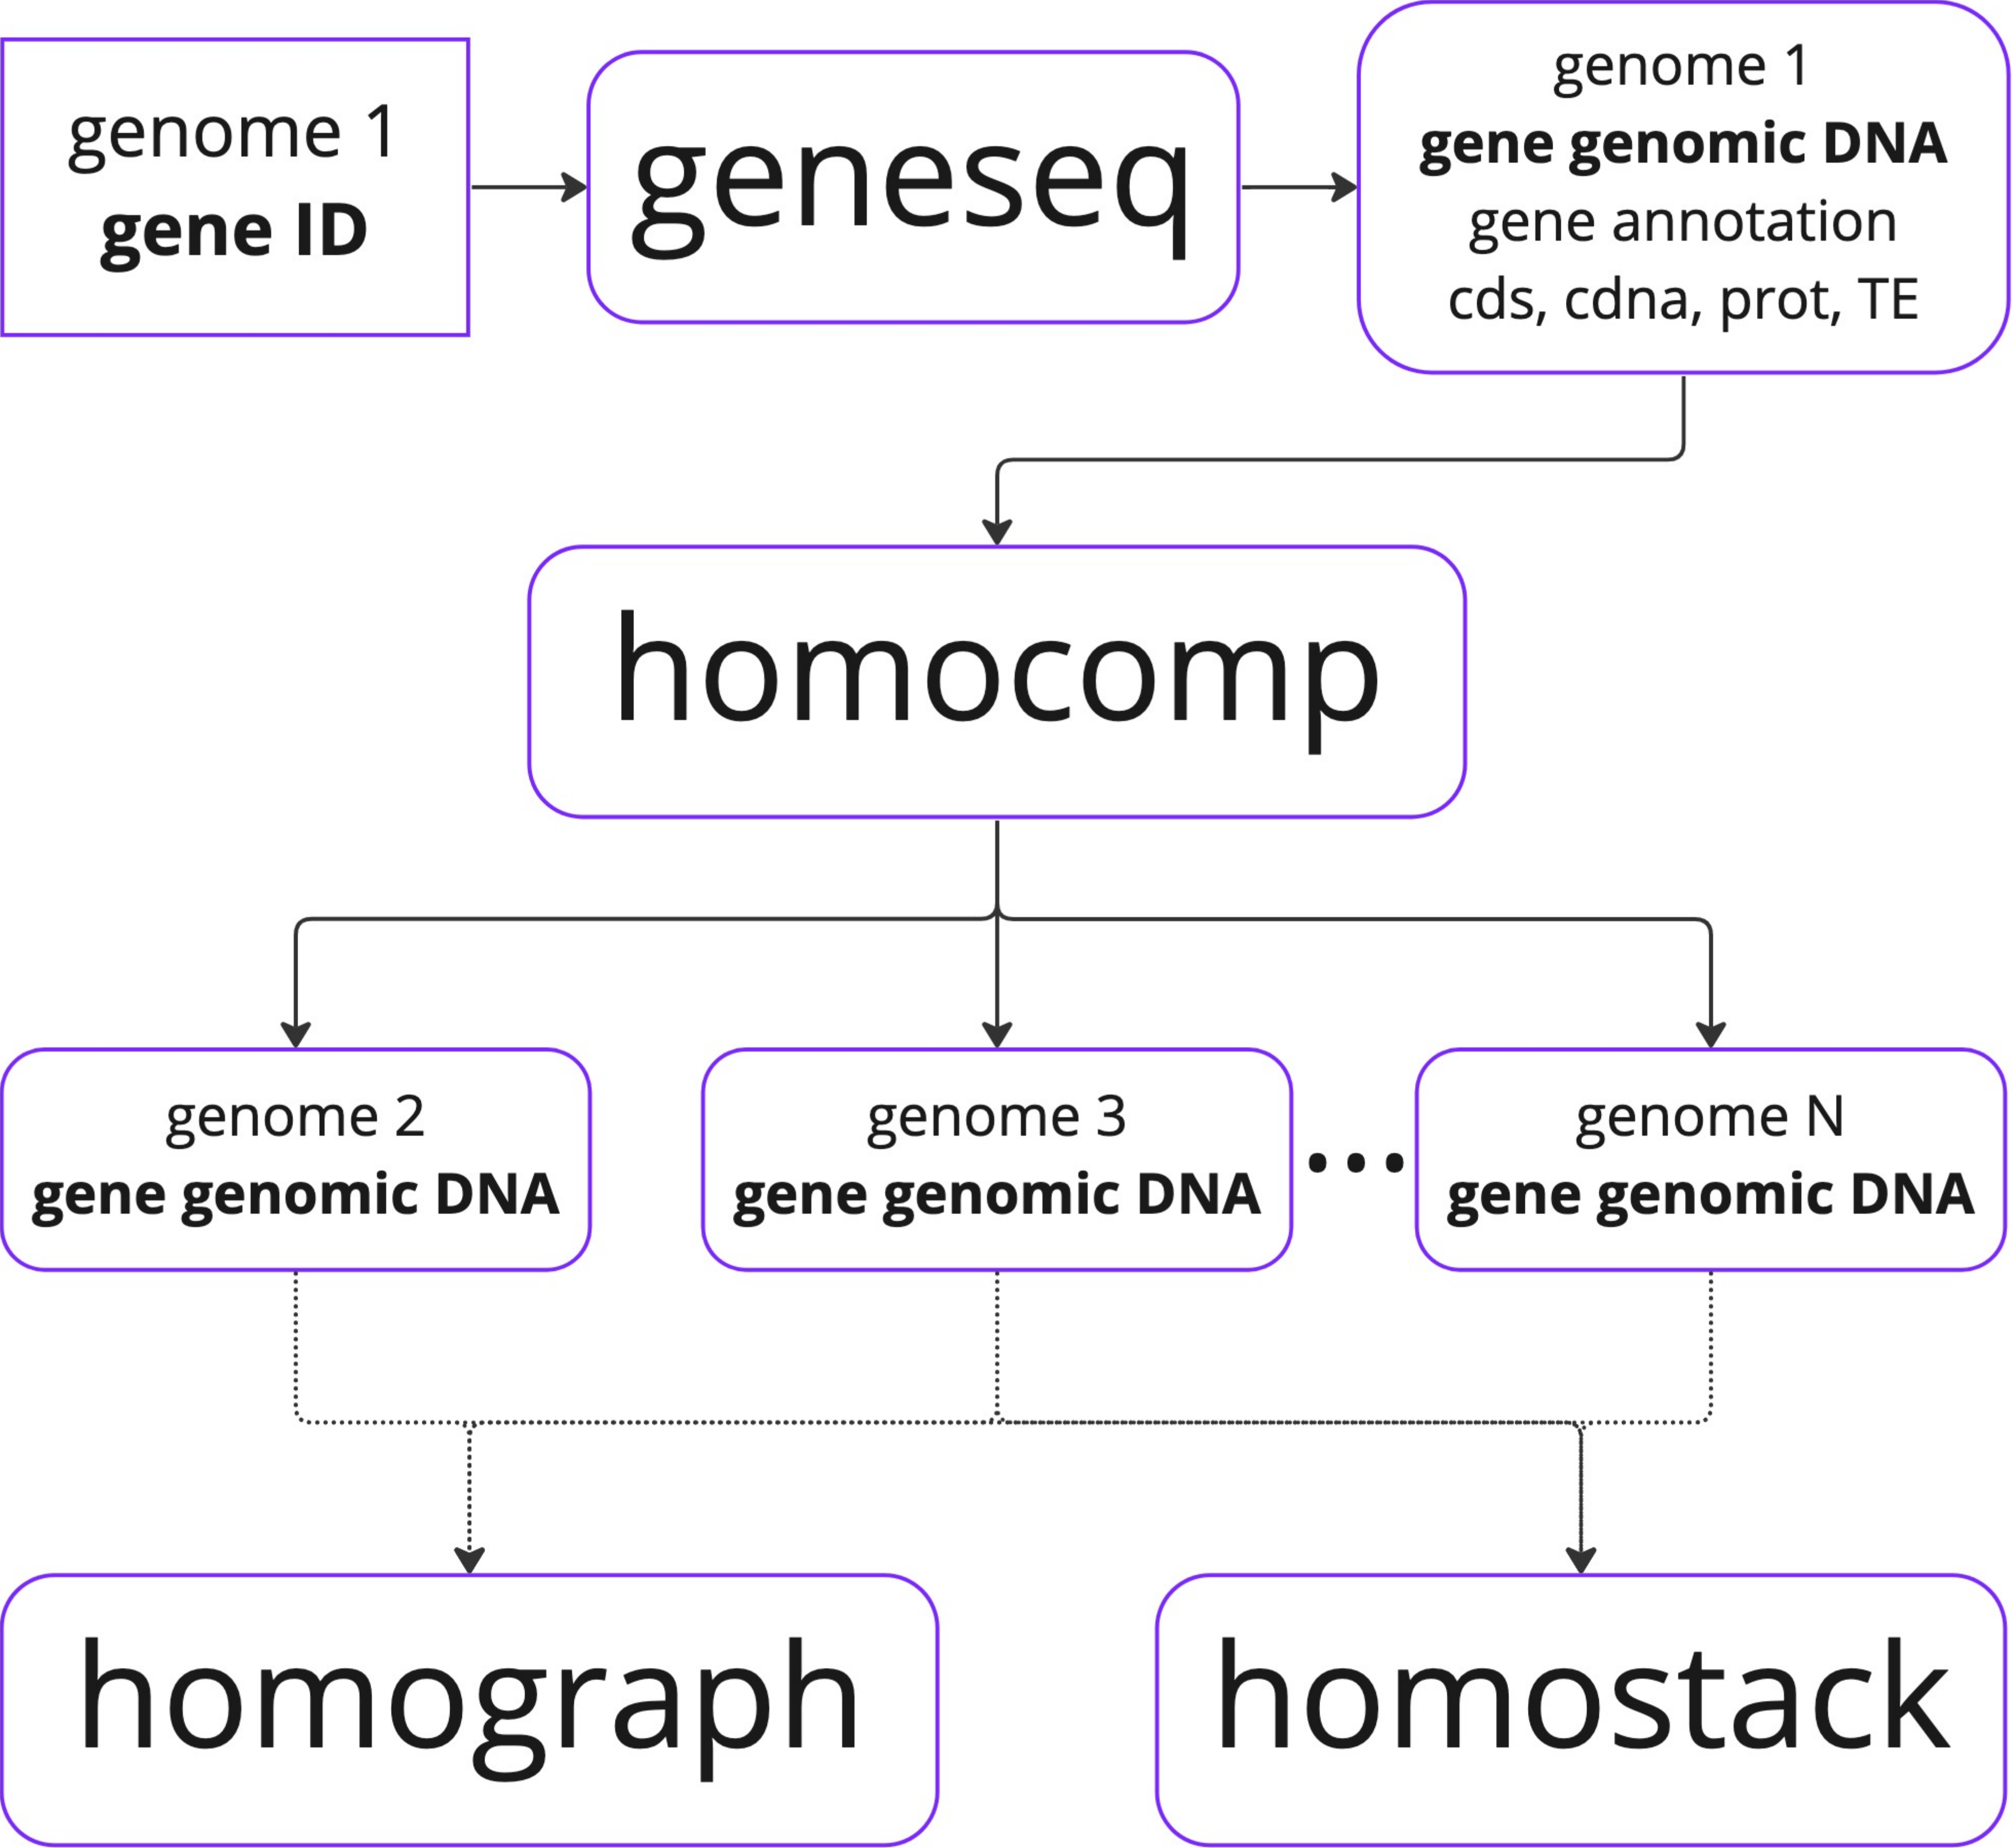 genome 1
gene ID
geneseq
genome 1
gene genomic DNA
gene annotation
cds, cdna, prot, TE
homocomp
genome 2
gene genomic DNA
genome 3
gene genomic DNA
...
genome N
gene genomic DNA
homograph
homostack